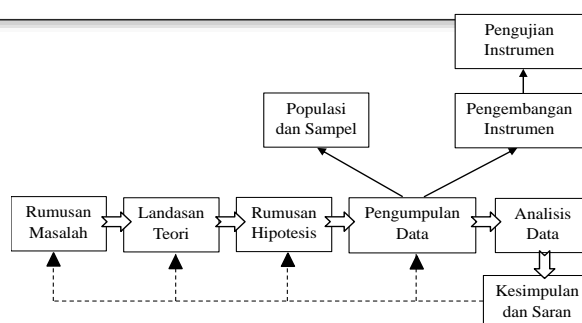 Pengujian
Instrumen
Populasi
dan Sampel
Pengembangan
Instrumen
Rumusan
Masalah
Landasan
Teori
Rumusan
Hipotesis
Pengumpulan
Data
Analisis
Data
Kesimpulan
dan Saran